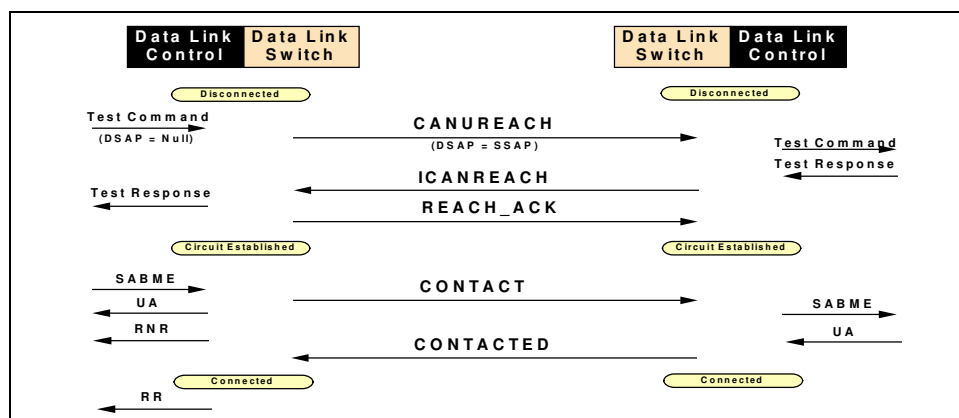 Data Link
Control
Data Link
Switch
Data Link
Switch
Data Link
Control
Disconnected
Disconnected
Test Command
(DSAP = Null)
CANUREACH
(DSAP = SSAP)
Test Command
Test Response
ICANREACH
Test Response
REACH_ACK
Circuit Established
Circuit Established
SABME
CONTACT
UA
SABME
RNR
UA
CONTACTED
Connected
Connected
RR